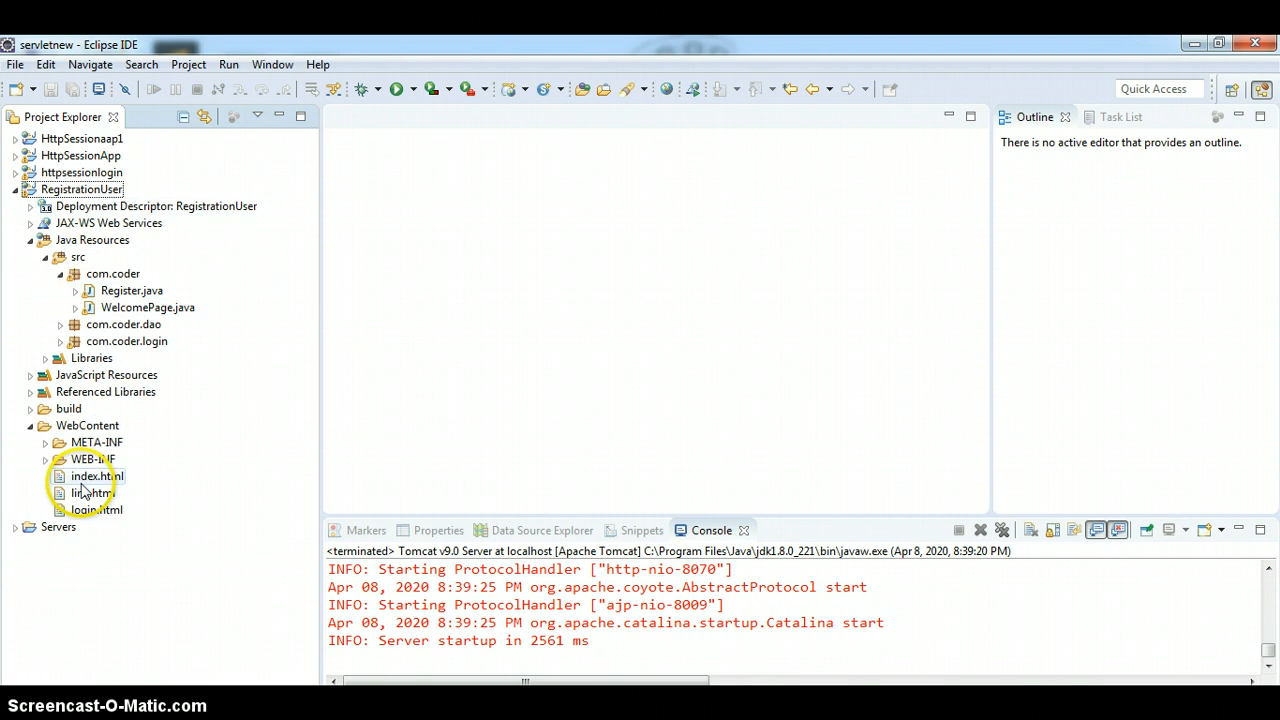 servletnew - Eclipse IDE
File Edit Navigate Search Project Run Window Help
Quick Access
Project Explorer
HttpSessionaap1
HttpSessionApp
httpsessionlogin
RegistrationUser
Deployment Descriptor: RegistrationUser
JAX-WS Web Services
Java Resources
src
com.coder
Register.java
WelcomePage.java
com.coder.dao
com.coder.login
Libraries
JavaScript Resources
Referenced Libraries
build
WebContent
META-INF
WEB-INF
index.html
login.html
Servers
Outline Task List
There is no active editor that provides an outline.
Markers Properties Data Source Explorer Snippets Console
<terminated> Tomcat v9.0 Server at localhost [Apache Tomcat] C:\Program Files\Java\jdk1.8.0_221\bin\javaw.exe (Apr 8, 2020, 8:39:20 PM)
INFO: Starting ProtocolHandler ["http-nio-8070"]
Apr 08, 2020 8:39:25 PM org.apache.coyote.AbstractProtocol start
INFO: Starting ProtocolHandler ["ajp-nio-8009"]
Apr 08, 2020 8:39:25 PM org.apache.catalina.startup.Catalina start
INFO: Server startup in 2561 ms
Screencast-O-Matic.com